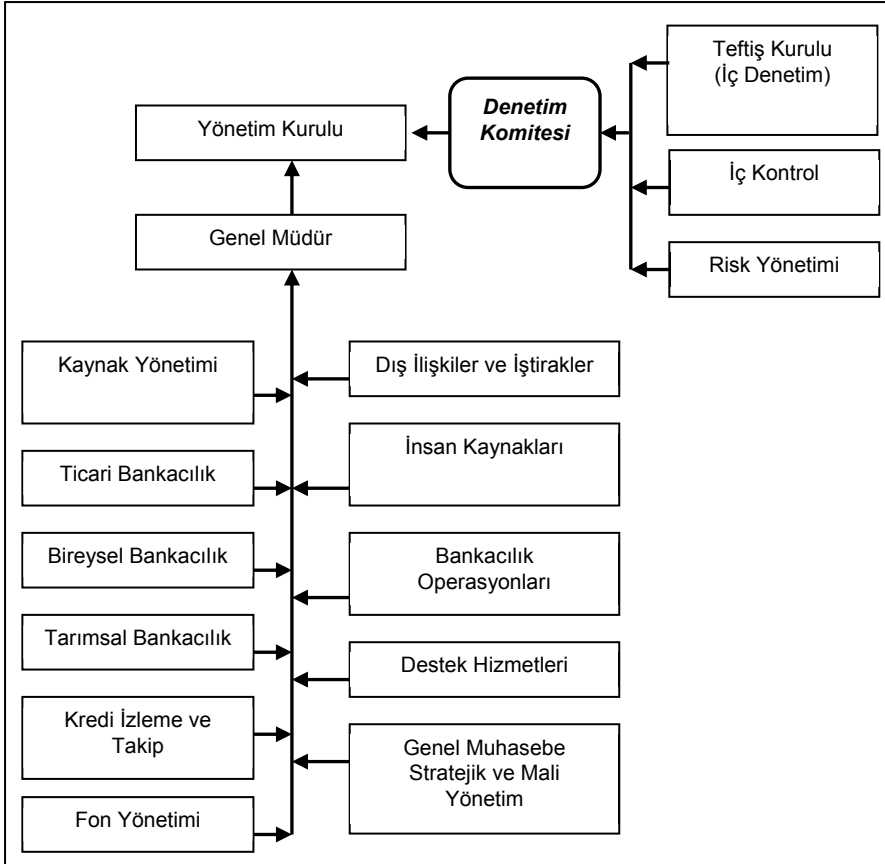 Teftiş Kurulu
(İç Denetim)
Denetim
Komitesi
Yönetim Kurulu
İç Kontrol
Genel Müdür
Risk Yönetimi
Kaynak Yönetimi
Dış İlişkiler ve İştirakler
İnsan Kaynakları
Ticari Bankacılık
Bireysel Bankacılık
Bankacılık
Operasyonları
Tarımsal Bankacılık
Destek Hizmetleri
Kredi İzleme ve
Takip
Genel Muhasebe
Stratejik ve Mali
Yönetim
Fon Yönetimi